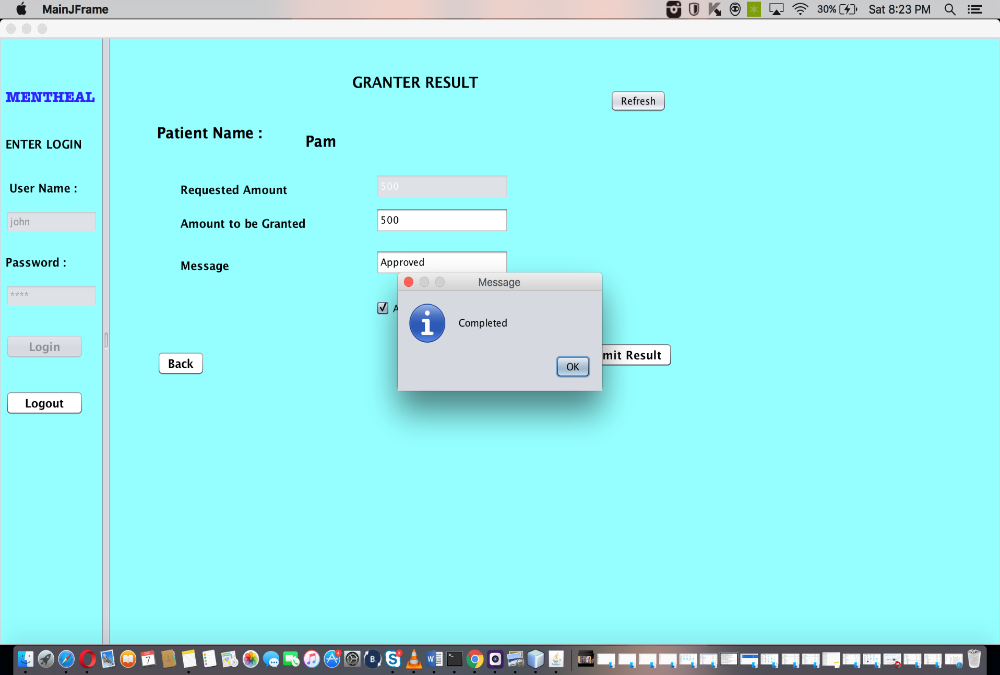 MainJFrame
30%
Sat 8:23 PM
MENTHEAL
ENTER LOGIN
User Name :
john
Password :
****
Login
Logout
GRANTER RESULT
Refresh
Patient Name :
Pam
Requested Amount
500
Amount to be Granted
500
Message
Approved
Message
Completed
OK
Back
mit Result